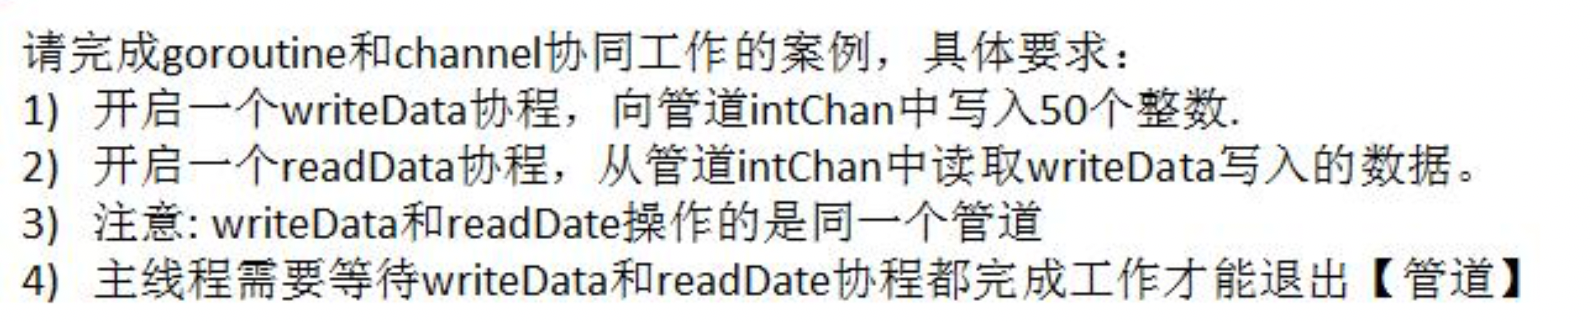 请完成goroutine和channel协同工作的案例，具体要求：
1) 开启一个writeData协程，向管道intChan中写入50个整数.
2) 开启一个readData协程，从管道intChan中读取writeData写入的数据。
3) 注意: writeData和readDate操作的是同一个管道
4) 主线程需要等待writeData和readDate协程都完成工作才能退出【管道】